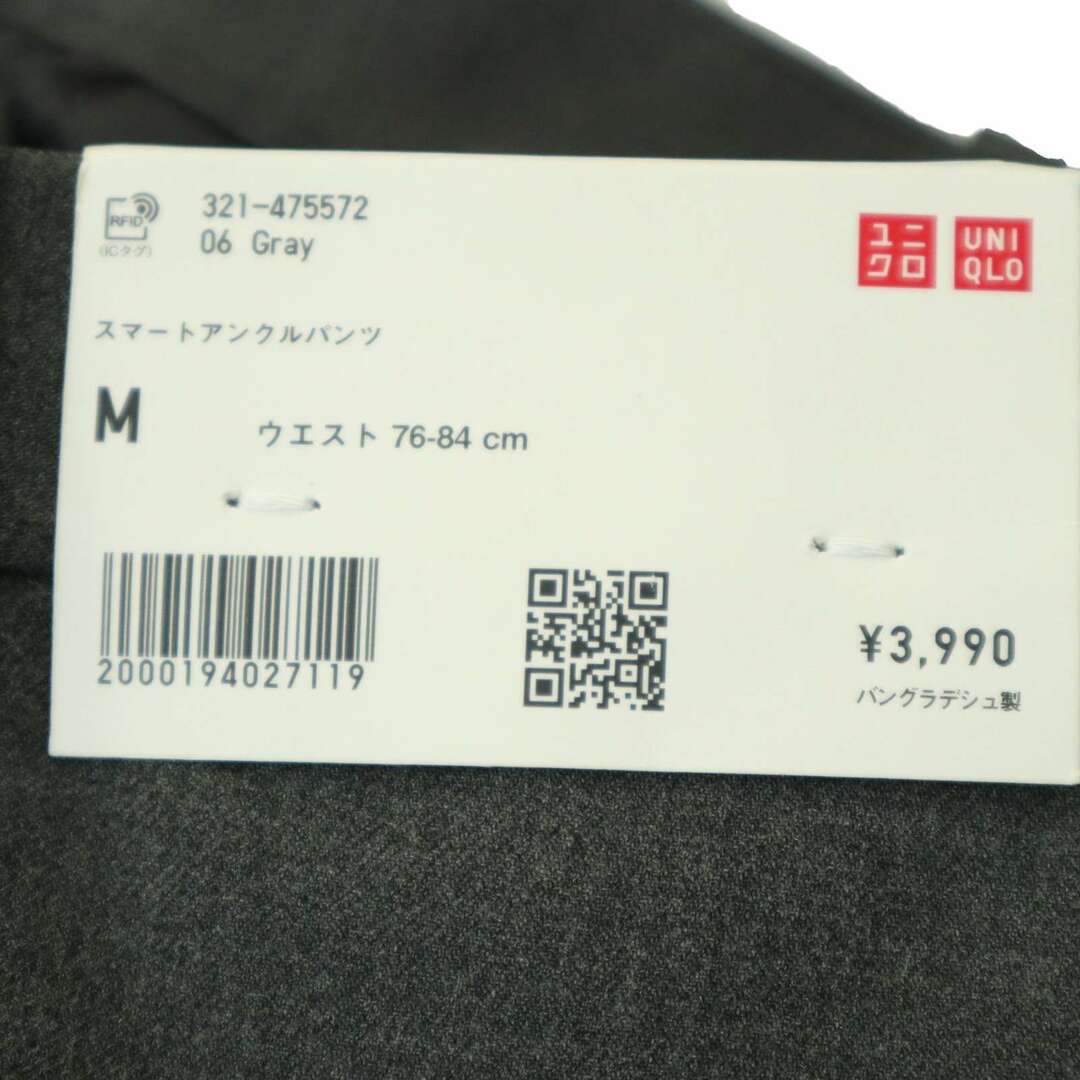 321-475572
06 Gray
RFID
(ICタグ)
ユニ
クロ
UNI
QLO
スマートアンクルパンツ
M
ウエスト 76-84 cm
2000194027119
¥3,990
バングラデシュ製